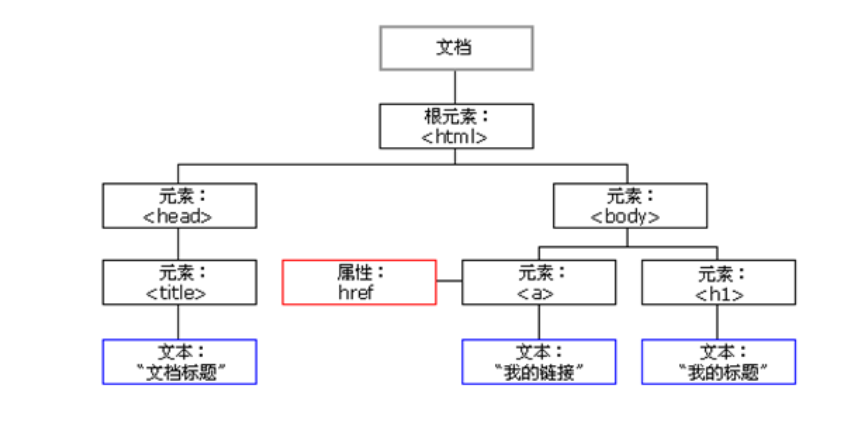 文档
根元素：
<html>
元素：
<head>
元素：
<body>
元素：
<title>
属性：
href
元素：
<a>
元素：
<h1>
文本：
“文档标题”
文本：
“我的链接”
文本：
“我的标题”